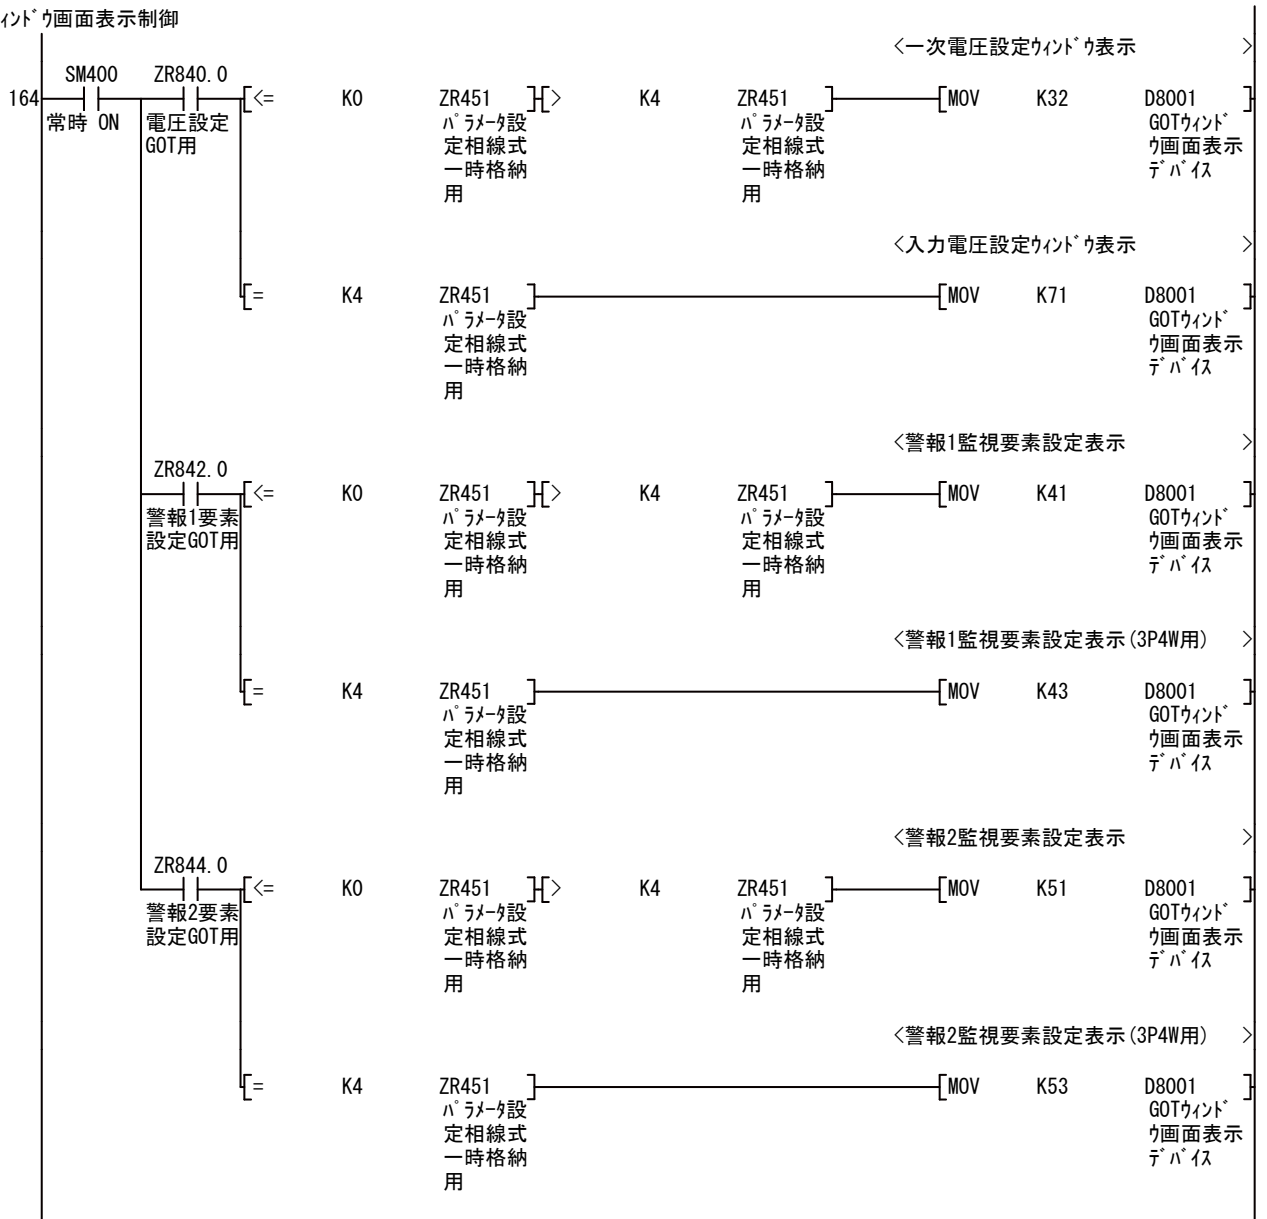 ィンドウ画面表示制御
<一次電圧設定ウィンドウ表示 >
SM400 ZR840.0
164 [<= K0 ZR451 ][> K4 ZR451 ] [MOV K32 D8001 ]
常時 ON 電圧設定 パラメータ設 パラメータ設 GOTウィンド
GOT用 定相線式 定相線式 ウ画面表示
一時格納 一時格納 デバイス
用 用
<入力電圧設定ウィンドウ表示 >
[= K4 ZR451 ] [MOV K71 D8001 ]
パラメータ設 GOTウィンド
定相線式 ウ画面表示
一時格納 デバイス
用
<警報1監視要素設定表示 >
ZR842.0
[<= K0 ZR451 ][> K4 ZR451 ] [MOV K41 D8001 ]
警報1要素 パラメータ設 パラメータ設 GOTウィンド
設定GOT用 定相線式 定相線式 ウ画面表示
一時格納 一時格納 デバイス
用 用
<警報1監視要素設定表示(3P4W用) >
[= K4 ZR451 ] [MOV K43 D8001 ]
パラメータ設 GOTウィンド
定相線式 ウ画面表示
一時格納 デバイス
用
<警報2監視要素設定表示 >
ZR844.0
[<= K0 ZR451 ][> K4 ZR451 ] [MOV K51 D8001 ]
警報2要素 パラメータ設 パラメータ設 GOTウィンド
設定GOT用 定相線式 定相線式 ウ画面表示
一時格納 一時格納 デバイス
用 用
<警報2監視要素設定表示(3P4W用) >
[= K4 ZR451 ] [MOV K53 D8001 ]
パラメータ設 GOTウィンド
定相線式 ウ画面表示
一時格納 デバイス
用